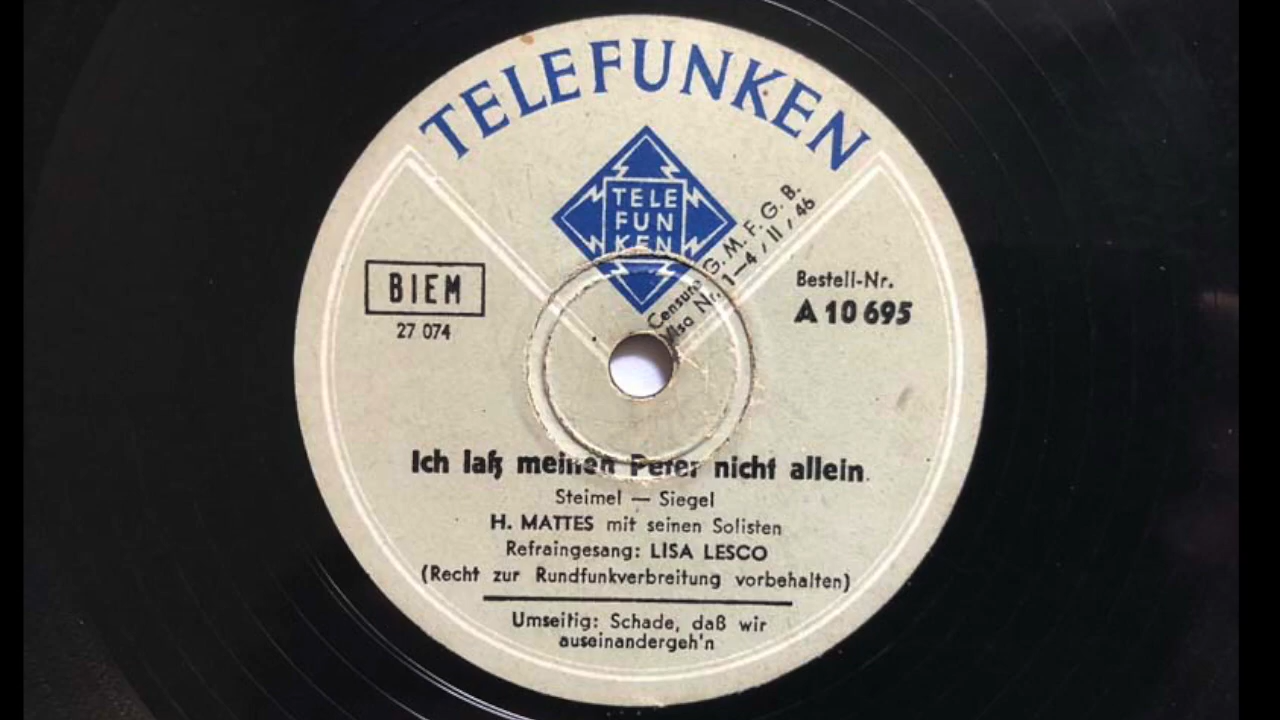 TELEFUNKEN
TELE
FUN
KEN
Censure G. M. F. G. B.
Visa Nr. 1—4 / II / 46
BIEM
27 074
Bestell-Nr.
A 10 695
Ich laß meinen Peter nicht allein.
Steimel — Siegel
H. MATTES mit seinen Solisten
Refraingesang: LISA LESCO
(Recht zur Rundfunkverbreitung vorbehalten)
Umseitig: Schade, daß wir
auseinandergeh'n